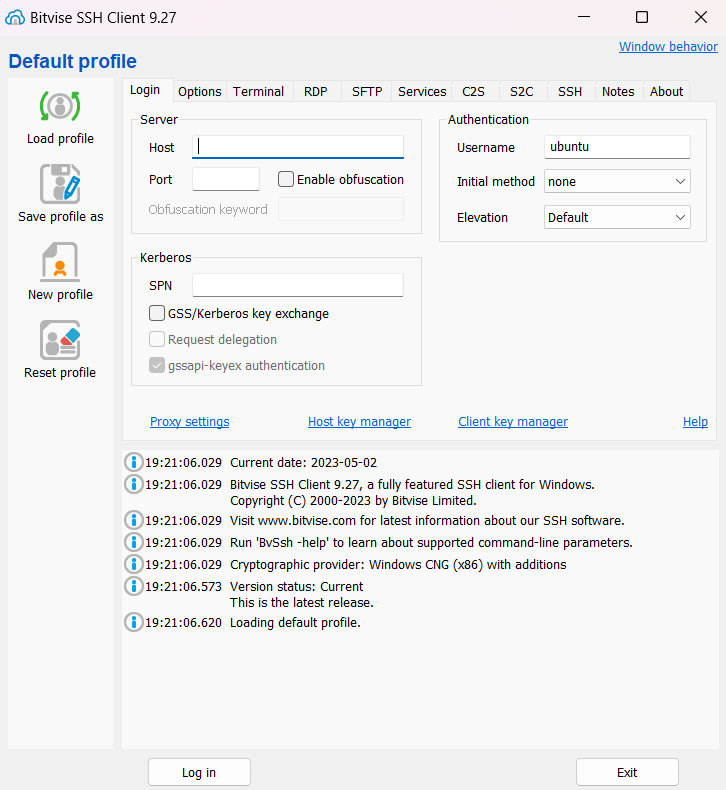 Bitvise SSH Client 9.27
Default profile
Window behavior
Load profile
Save profile as
New profile
Reset profile
Login Options Terminal RDP SFTP Services C2S S2C SSH Notes About
Server
Host
Port Enable obfuscation
Obfuscation keyword
Authentication
Username ubuntu
Initial method none
Elevation Default
Kerberos
SPN
GSS/Kerberos key exchange
Request delegation
gssapi-keyex authentication
Proxy settings Host key manager Client key manager Help
19:21:06.029 Current date: 2023-05-02
19:21:06.029 Bitvise SSH Client 9.27, a fully featured SSH client for Windows.
Copyright (C) 2000-2023 by Bitvise Limited.
19:21:06.029 Visit www.bitvise.com for latest information about our SSH software.
19:21:06.029 Run 'BvSsh -help' to learn about supported command-line parameters.
19:21:06.029 Cryptographic provider: Windows CNG (x86) with additions
19:21:06.573 Version status: Current
This is the latest release.
19:21:06.620 Loading default profile.
Log in Exit